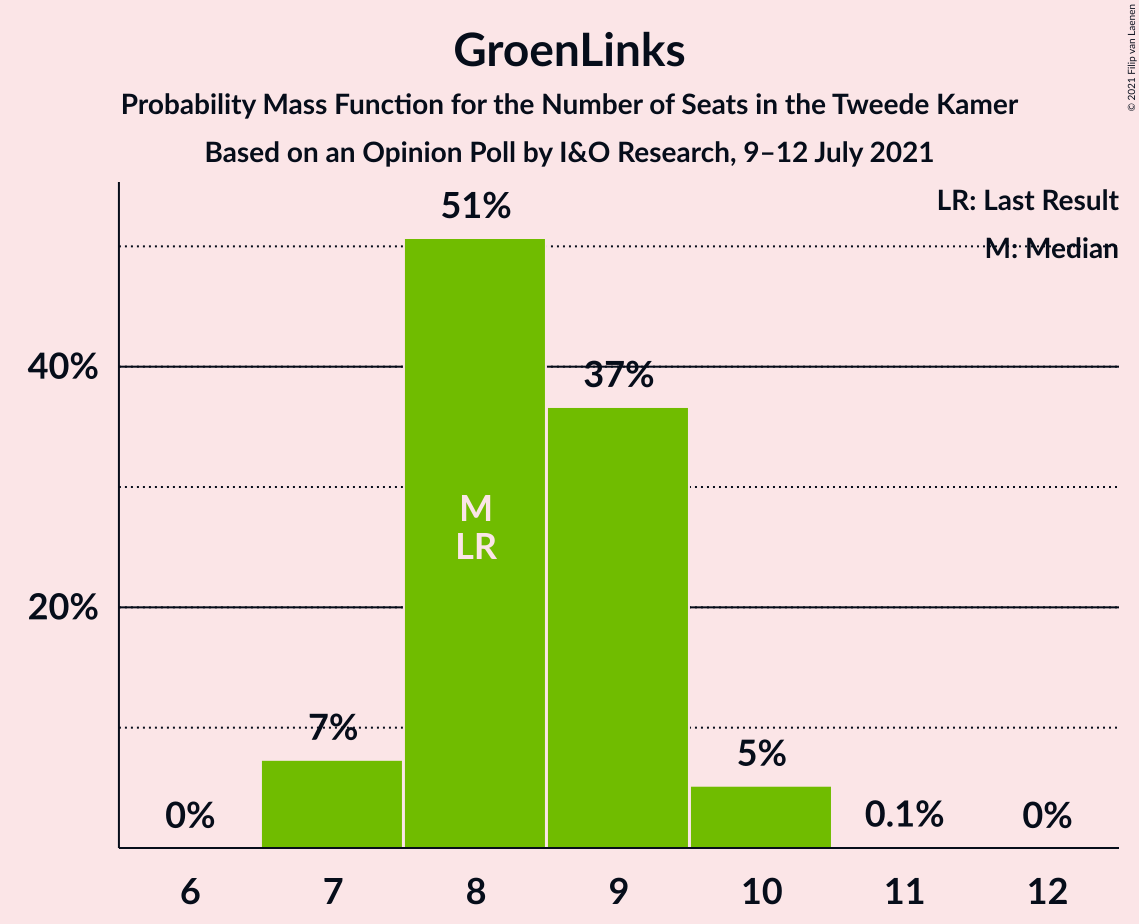 GroenLinks
Probability Mass Function for the Number of Seats in the Tweede Kamer
Based on an Opinion Poll by I&O Research, 9–12 July 2021
© 2021 Filip van Laenen
LR: Last Result
M: Median
51%
40%
37%
M
LR
20%
7%
5%
0%
0.1%
0%
6
7
8
9
10
11
12